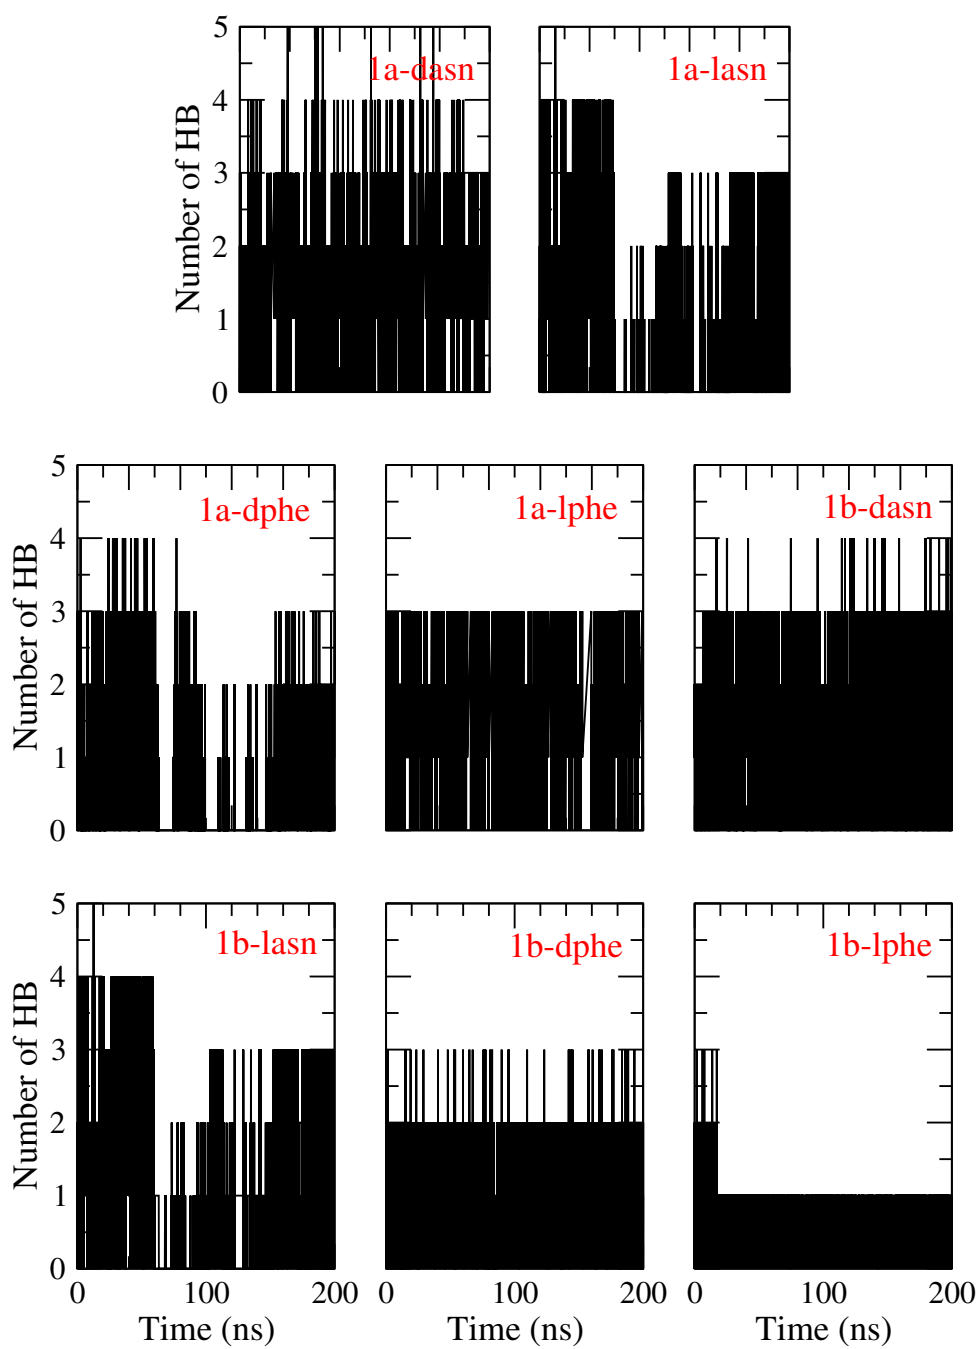 5
4
3
2
1
0
Number of HB
1a-dasn
1a-lasn
5
4
3
2
1
0
Number of HB
1a-dphe
1a-lphe
1b-dasn
5
4
3
2
1
0
Number of HB
1b-lasn
1b-dphe
1b-lphe
0 100 200 0 100 200 0 100 200
Time (ns) Time (ns) Time (ns)